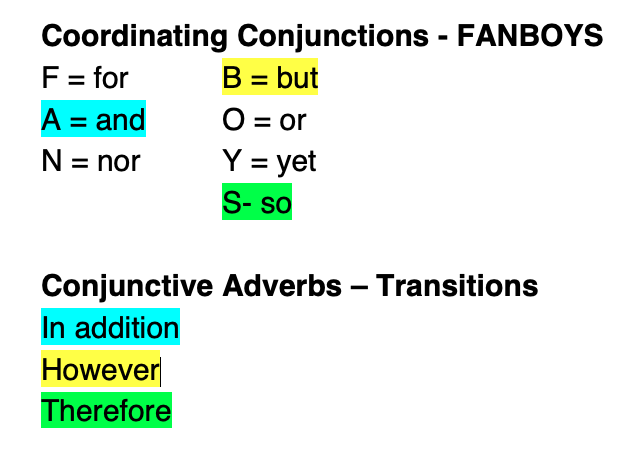 Coordinating Conjunctions - FANBOYS
F = for B = but
A = and O = or
N = nor Y = yet
S- so
Conjunctive Adverbs – Transitions
In addition
However
Therefore